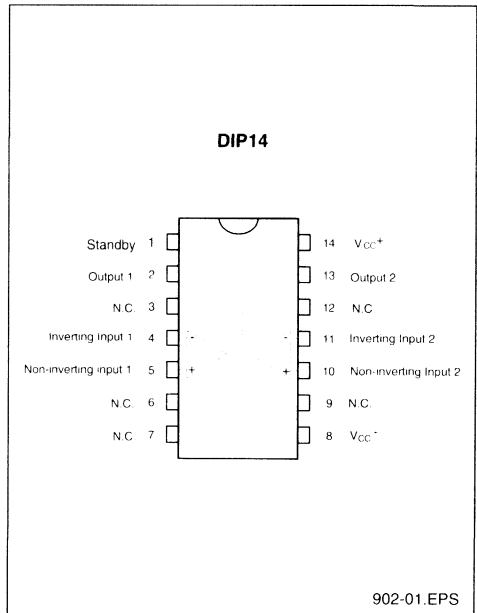 DIP14
Standby 1 14 VCC+
Output 1 2 13 Output 2
N.C. 3 12 N.C
Inverting Input 1 4 - - 11 Inverting Input 2
Non-inverting input 1 5 + + 10 Non-inverting Input 2
N.C. 6 9 N.C.
N.C. 7 8 VCC-
902-01.EPS